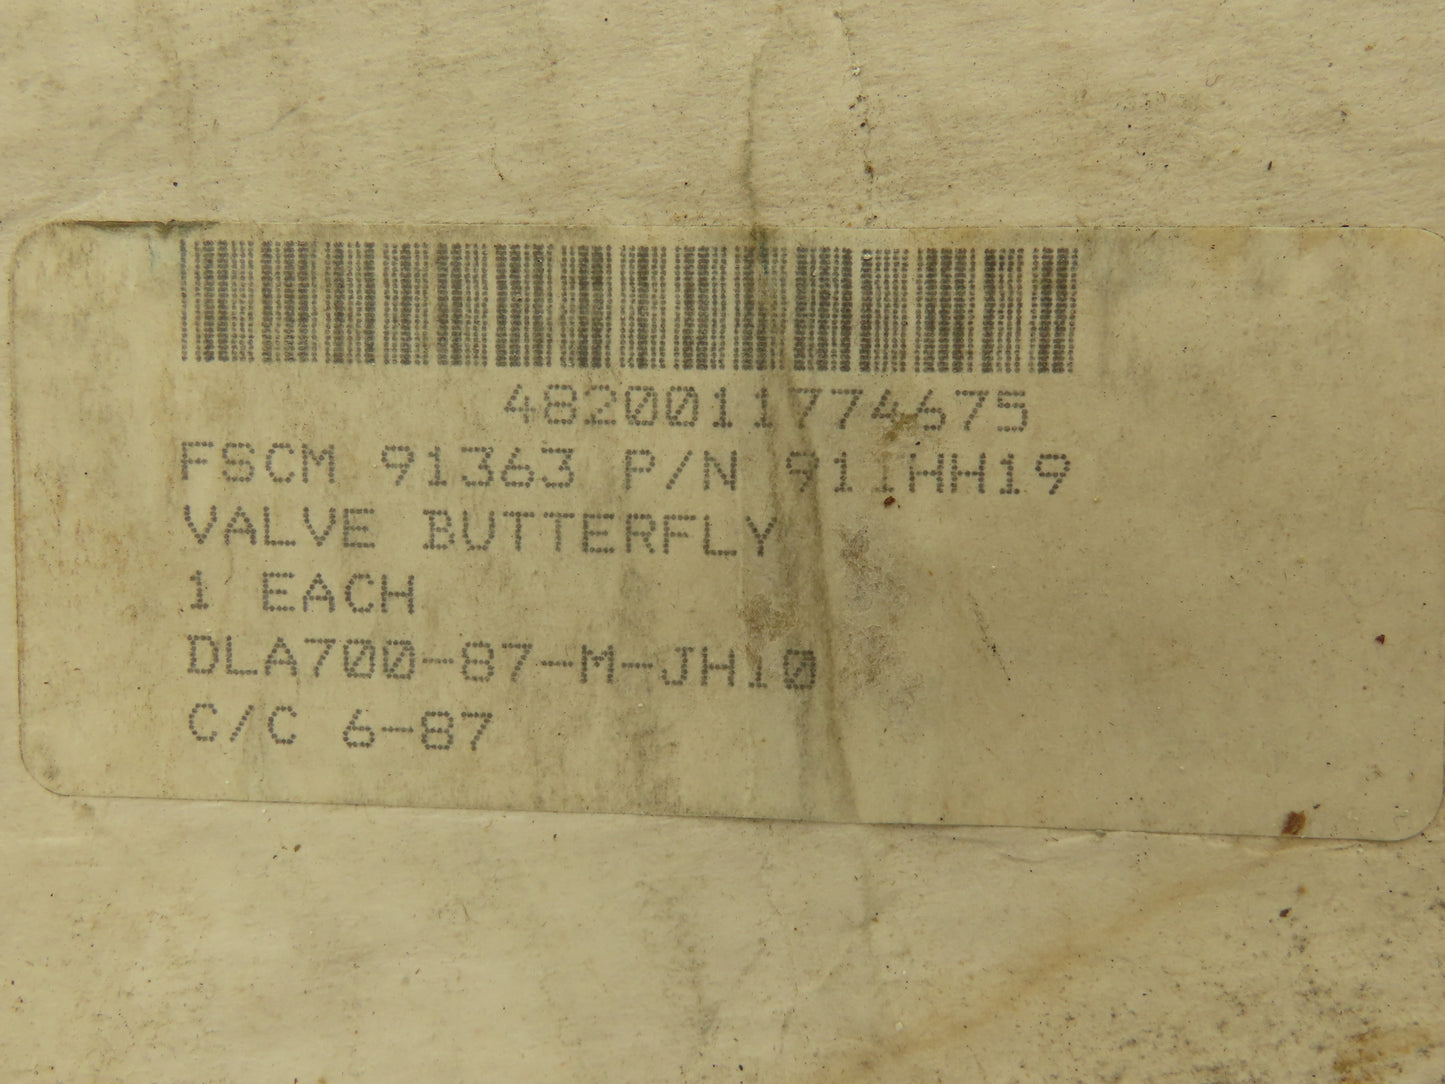 4820011774675
FSCM 91363 P/N 911HH19
VALVE BUTTERFLY
1 EACH
DLA700-87-M-JH10
C/C 6-87